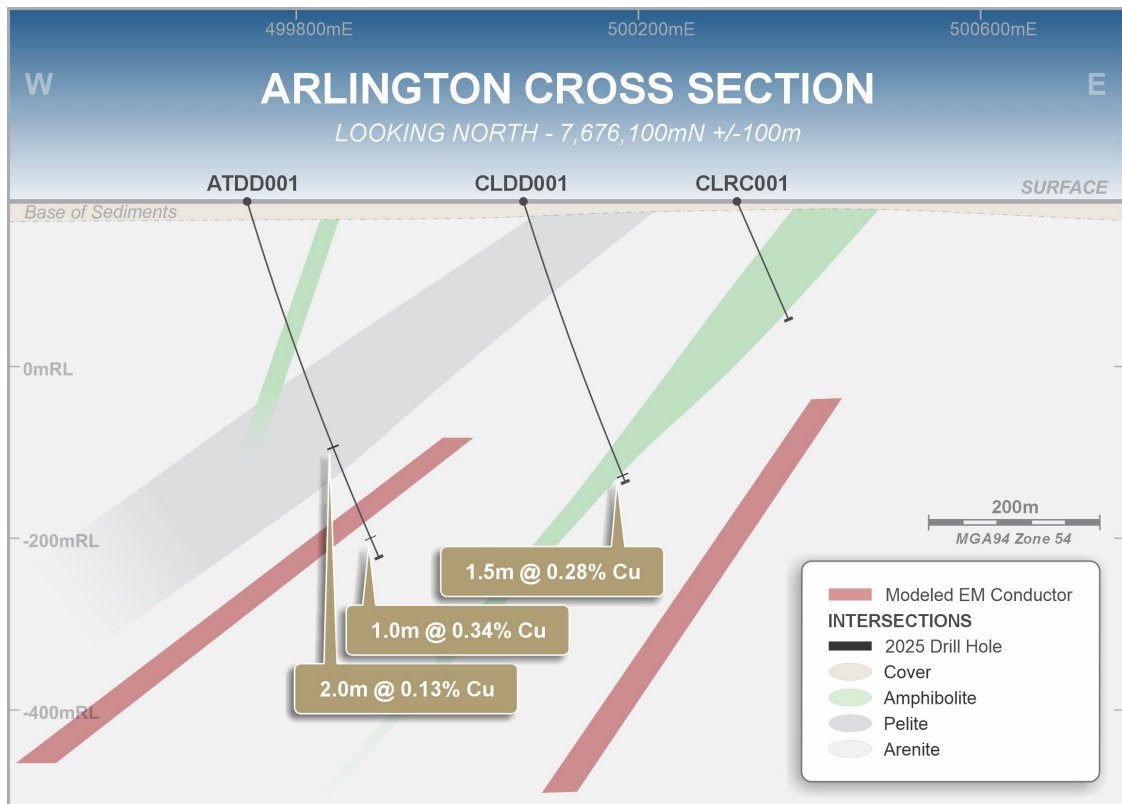 499800mE
500200mE
500600mE
W
E
ARLINGTON CROSS SECTION
LOOKING NORTH - 7,676,100mN +/-100m
ATDD001
CLDD001
CLRC001
SURFACE
Base of Sediments
0mRL
-200mRL
-400mRL
1.5m @ 0.28% Cu
1.0m @ 0.34% Cu
2.0m @ 0.13% Cu
200m
MGA94 Zone 54
Modeled EM Conductor
INTERSECTIONS
2025 Drill Hole
Cover
Amphibolite
Pelite
Arenite